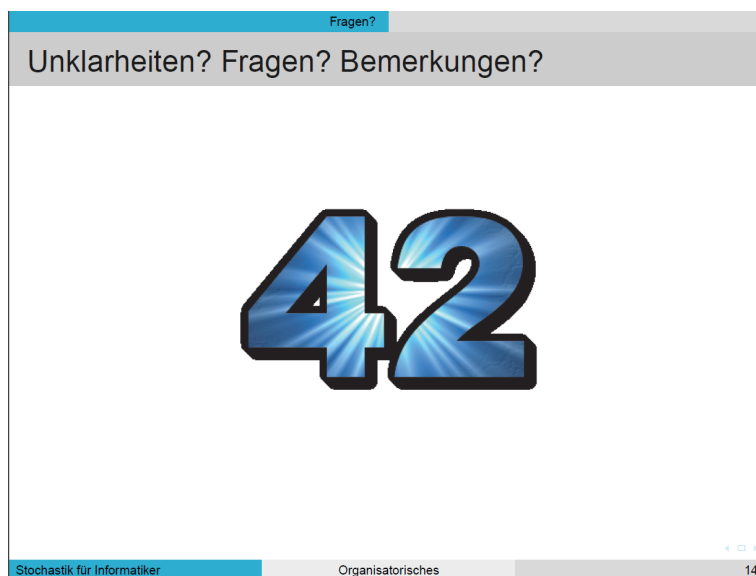 Fragen?
Unklarheiten? Fragen? Bemerkungen?
42
Stochastik für Informatiker Organisatorisches 14